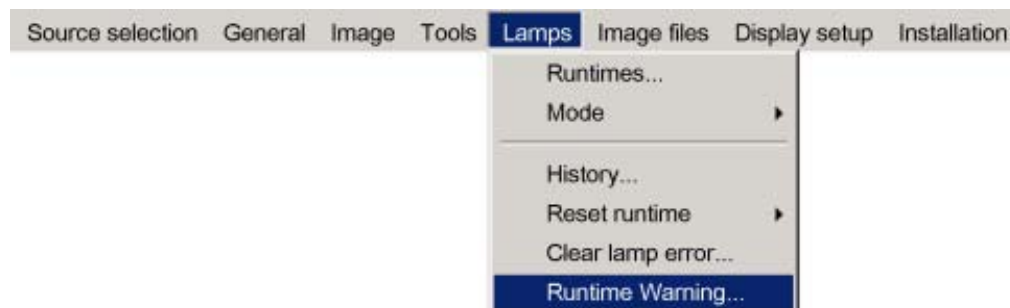 Source selection General Image Tools Lamps Image files Display setup Installation
Runtimes...
Mode
History...
Reset runtime
Clear lamp error...
Runtime Warning...